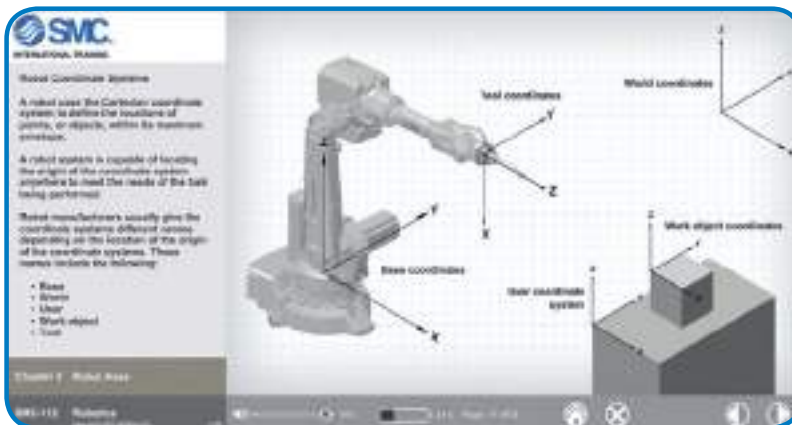 SMC.
INTERNATIONAL TRAINING
Robot Coordinate Systems
A robot uses the Cartesian coordinate
system to define the locations of
points, or objects, within its maximum
envelope.
A robot system is capable of locating
the origin of the coordinate system
anywhere to meet the needs of the task
being performed.
Robot manufacturers usually give the
coordinate systems different names
depending on the location of the origin
of the coordinate systems. These
names include the following:
• Base
• World
• User
• Work object
• Tool
Chapter 2 Robot Axes
Robotics
Tool coordinates
Y
Z
X
World coordinates
Z
Y
Base coordinates
X
Work object coordinates
Z
User coordinate
system